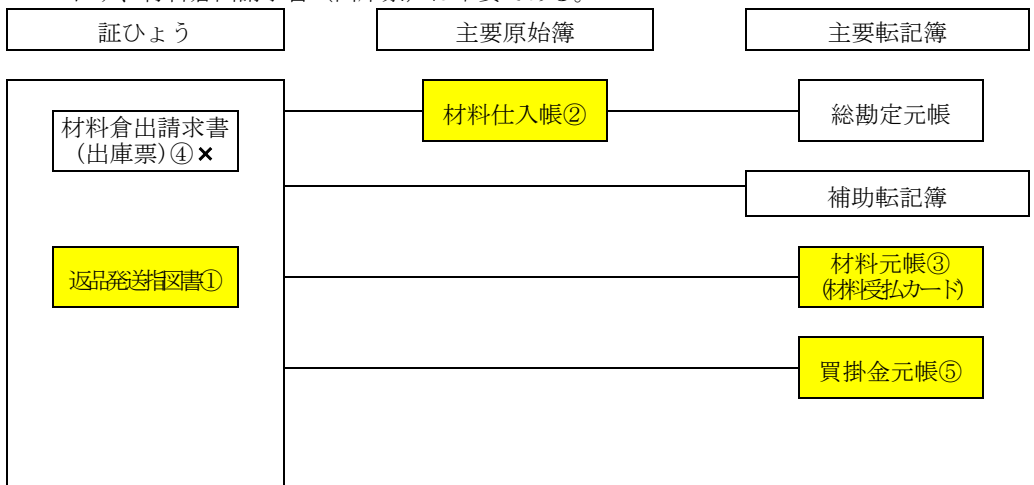 証ひょう
主要原始簿
主要転記簿
材料倉出請求書
(出庫票)④×
材料仕入帳②
総勘定元帳
補助転記簿
返品発送指図書①
材料元帳③
(材料受払カード)
買掛金元帳⑤